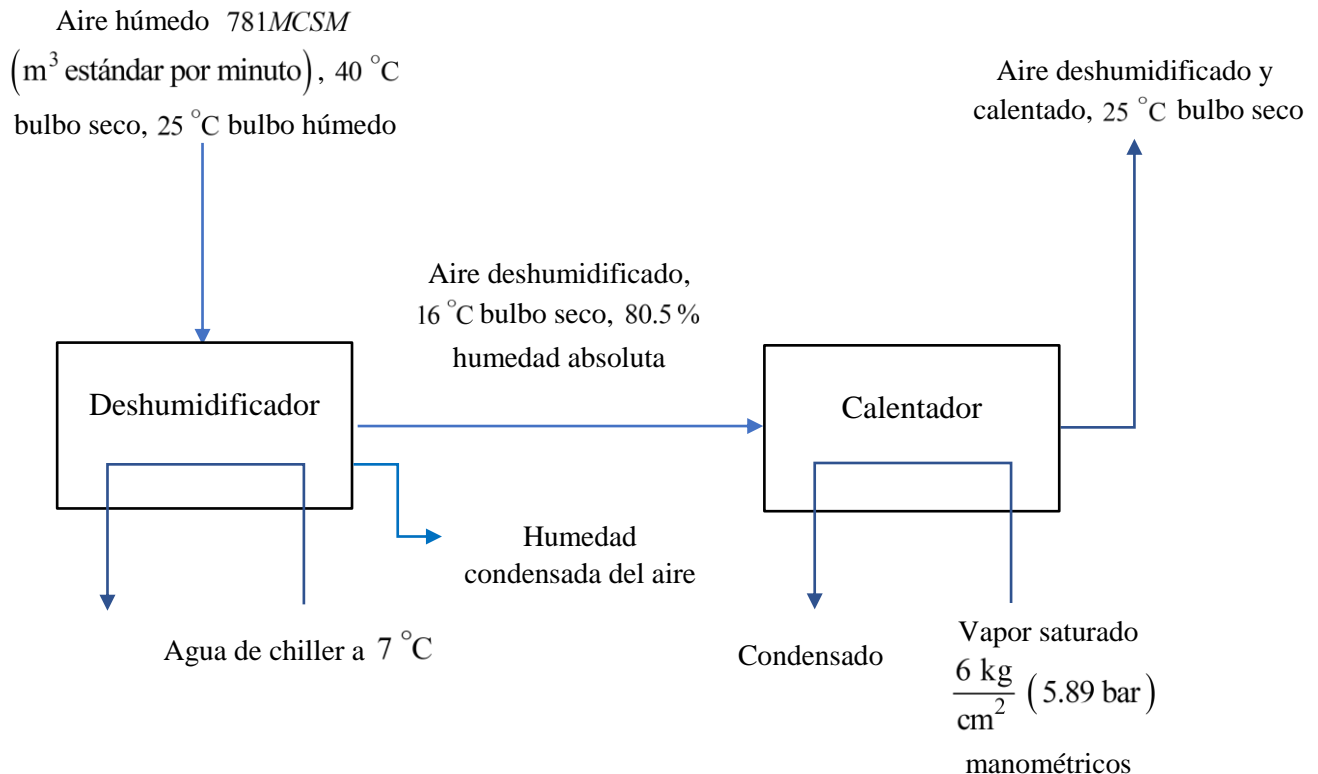 Aire húmedo 781MCSM
(m³ estándar por minuto), 40 °C
bulbo seco, 25 °C bulbo húmedo
Aire deshumidificado y
calentado, 25 °C bulbo seco
Aire deshumidificado,
16 °C bulbo seco, 80.5 %
humedad absoluta
Deshumidificador
Calentador
Humedad
condensada del aire
Agua de chiller a 7 °C
Condensado
Vapor saturado
6 kg
cm² (5.89 bar)
manométricos